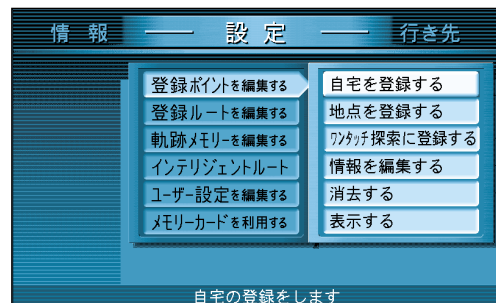 情 報 設 定 行き先
登録ポイントを編集する
登録ルートを編集する
軌跡メモリーを編集する
インテリジェントルート
ユーザー設定を編集する
メモリーカードを利用する
自宅を登録する
地点を登録する
ワンタッチ探索に登録する
情報を編集する
消去する
表示する
自宅の登録をします